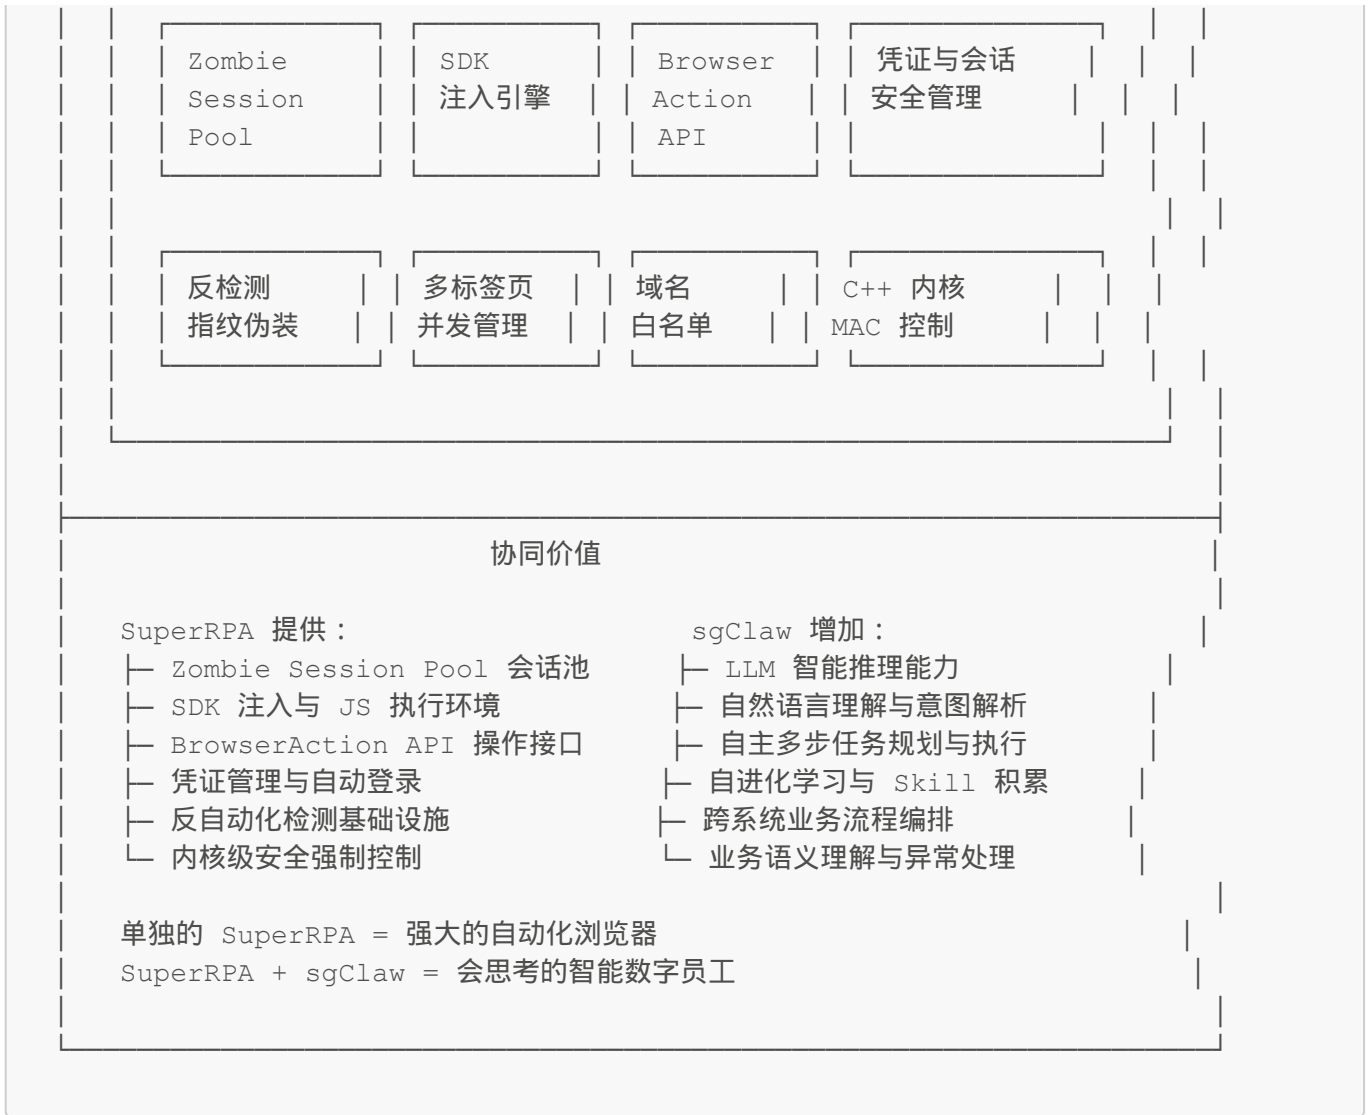 Zombie SDK Browser 凭证与会话
Session 注入引擎 Action 安全管理
Pool API
反检测 多标签页 域名 C++ 内核
指纹伪装 并发管理 白名单 MAC 控制
协同价值
SuperRPA 提供： sgClaw 增加：
├─ Zombie Session Pool 会话池 ├─ LLM 智能推理能力
├─ SDK 注入与 JS 执行环境 ├─ 自然语言理解与意图解析
├─ BrowserAction API 操作接口 ├─ 自主多步任务规划与执行
├─ 凭证管理与自动登录 ├─ 自进化学习与 Skill 积累
├─ 反自动化检测基础设施 ├─ 跨系统业务流程编排
└─ 内核级安全强制控制 └─ 业务语义理解与异常处理
单独的 SuperRPA = 强大的自动化浏览器
SuperRPA + sgClaw = 会思考的智能数字员工